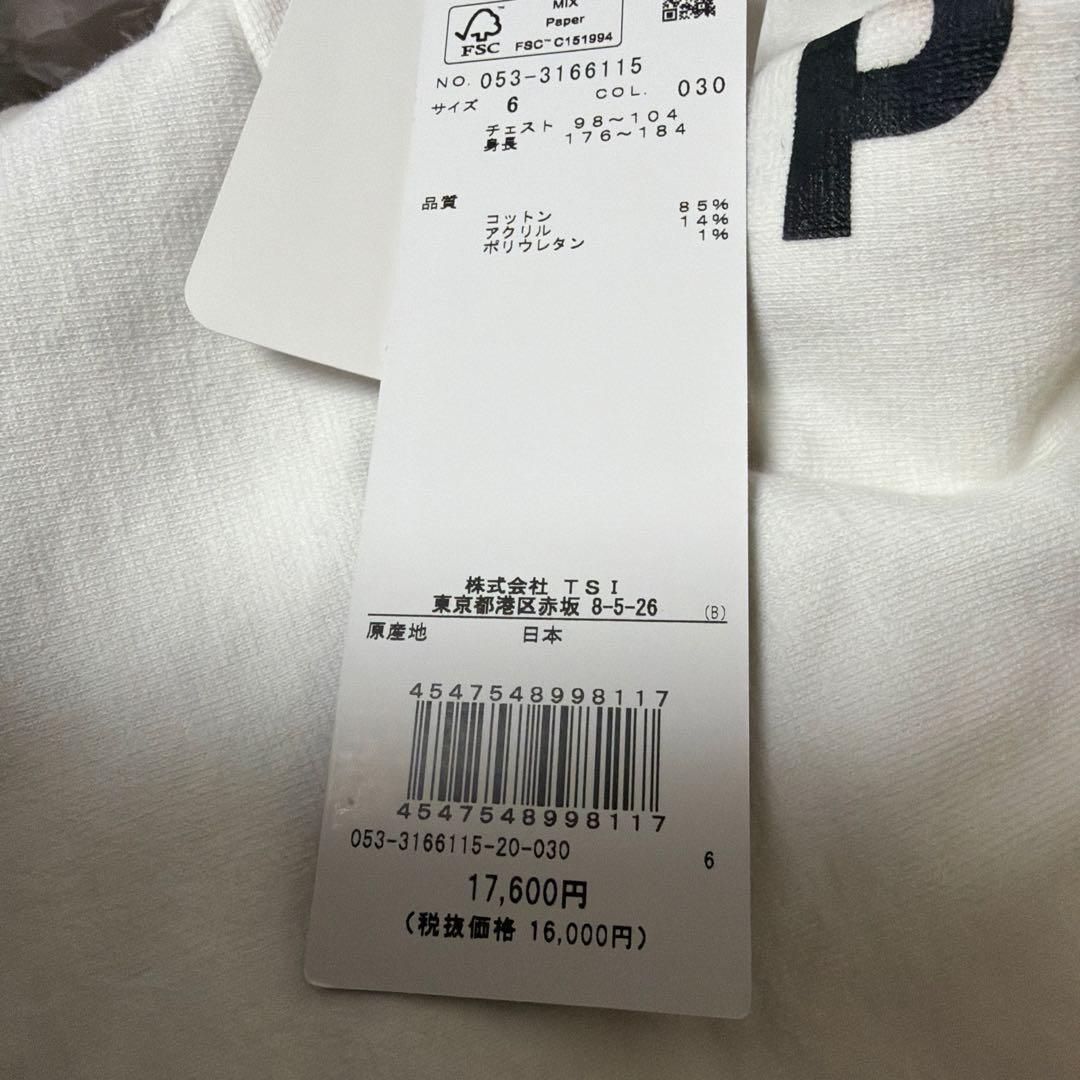 MIX
Paper
FSC
FSC™ C151994
NO. 053-3166115
サイズ 6 COL. 030
チェスト 98～104
身長 176～184
品質
コットン 85%
アクリル 14%
ポリウレタン 1%
株式会社 TSI
東京都港区赤坂 8-5-26 (B)
原産地 日本
4547548998117
4547548998117
053-3166115-20-030 6
17,600円
(税抜価格 16,000円)
P